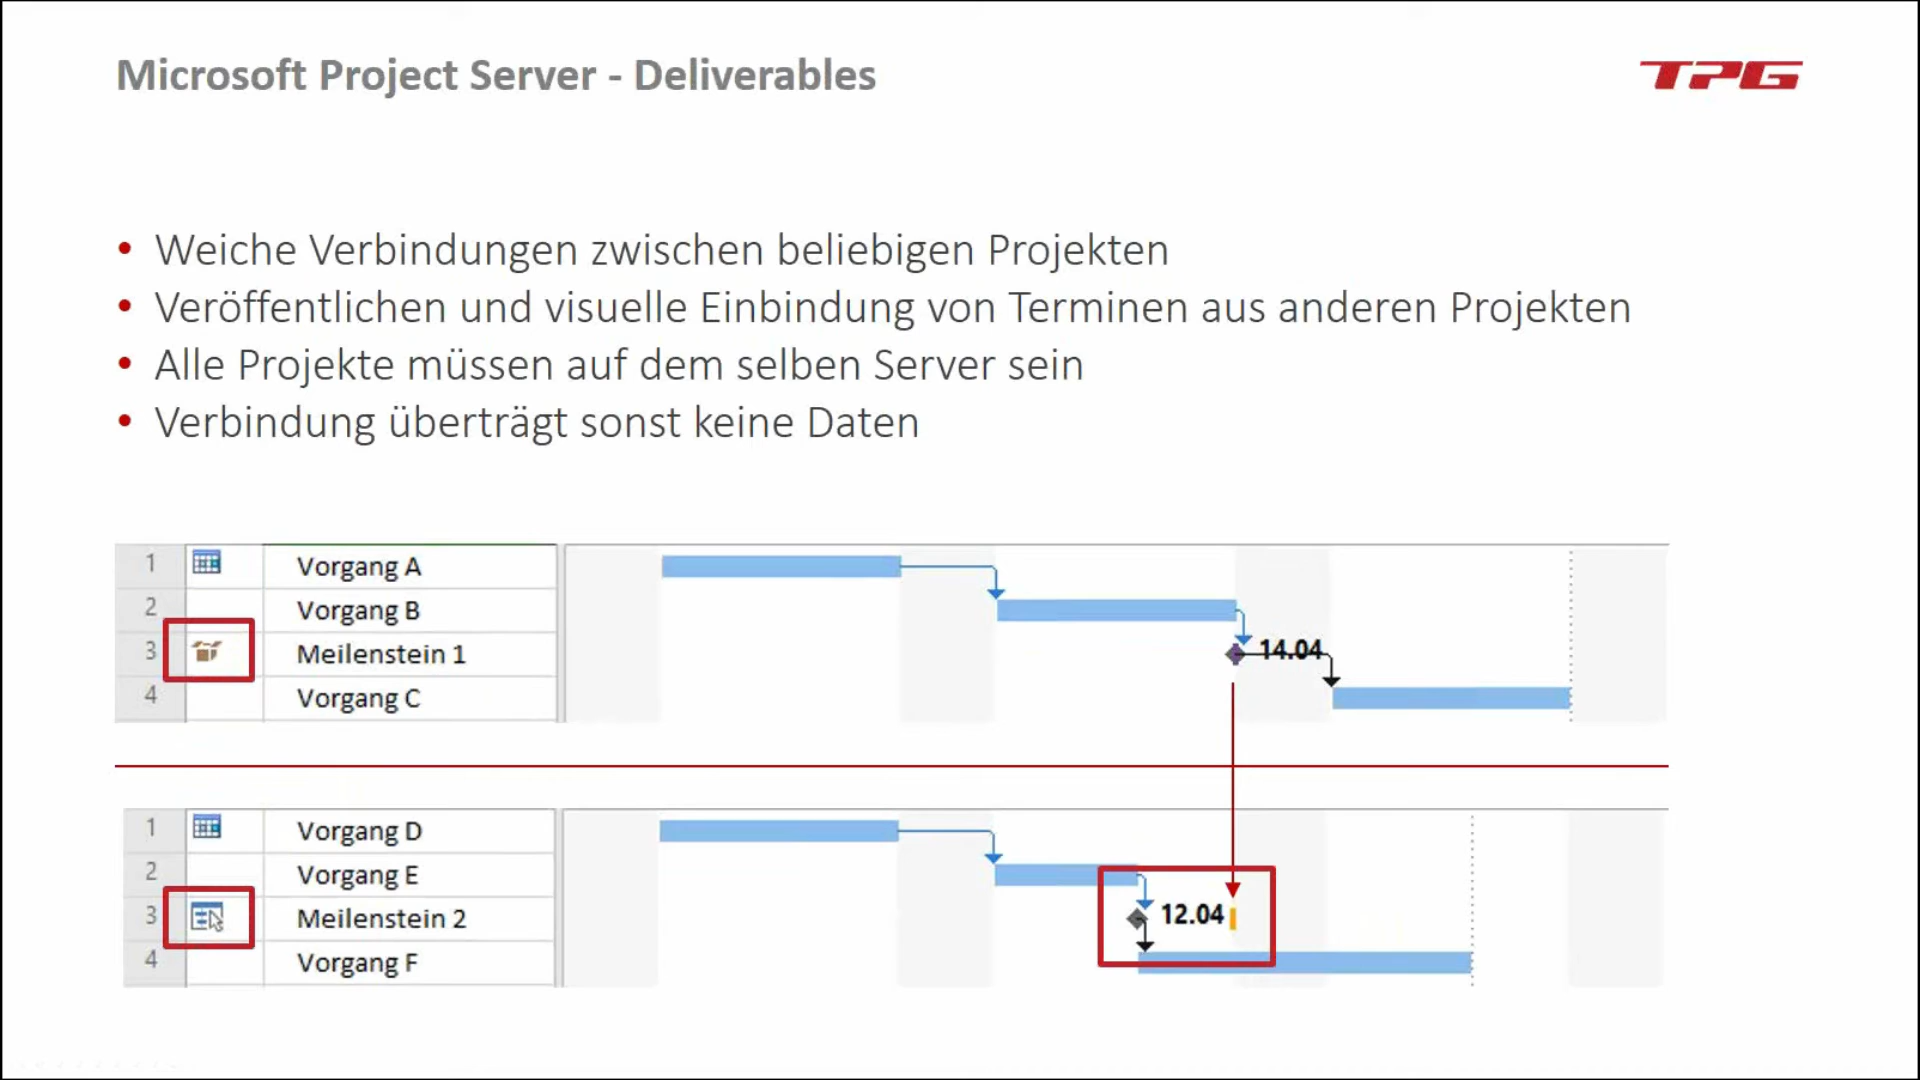 Microsoft Project Server - Deliverables
TPG
• Weiche Verbindungen zwischen beliebigen Projekten
• Veröffentlichen und visuelle Einbindung von Terminen aus anderen Projekten
• Alle Projekte müssen auf dem selben Server sein
• Verbindung überträgt sonst keine Daten
1 Vorgang A
2 Vorgang B
3 Meilenstein 1 14.04
4 Vorgang C
1 Vorgang D
2 Vorgang E
3 Meilenstein 2 12.04
4 Vorgang F